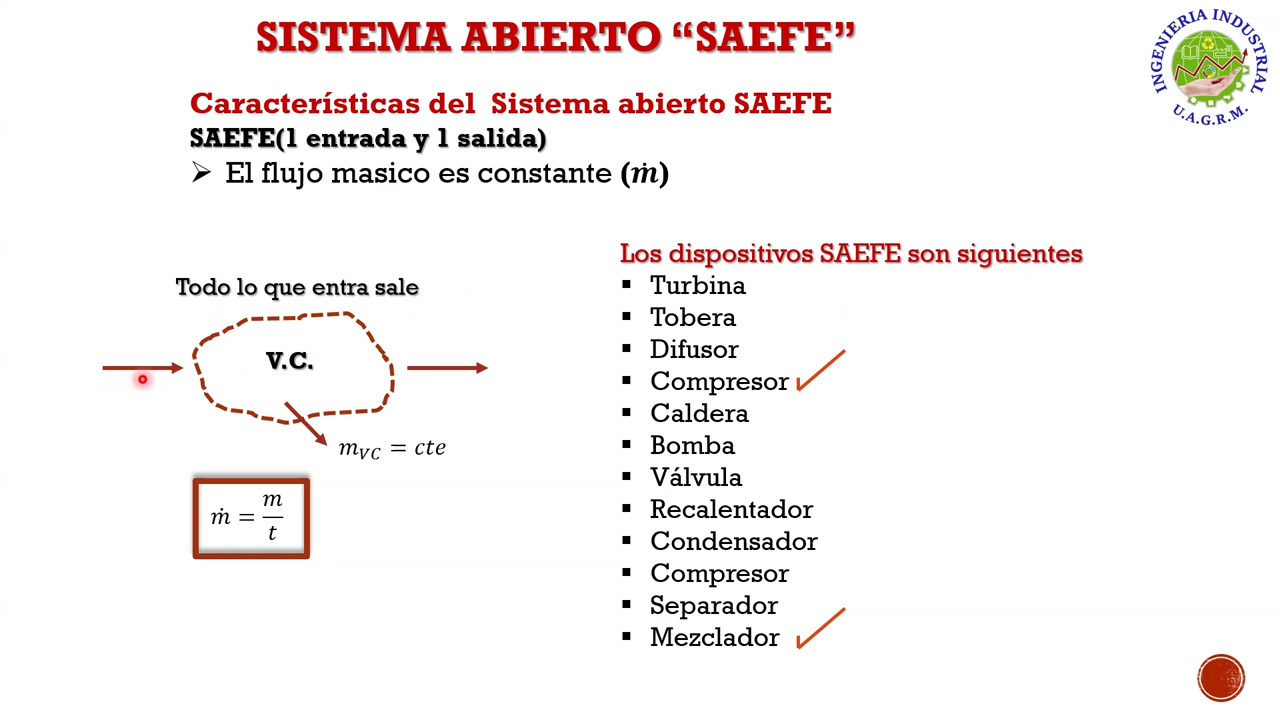 SISTEMA ABIERTO “SAEFE”
INGENIERIA INDUSTRIAL
U.A.G.R.M.
Características del Sistema abierto SAEFE
SAEFE(1 entrada y 1 salida)
➢ El flujo masico es constante (ṁ)
Todo lo que entra sale
V.C.
m_VC = cte
ṁ = m/t
Los dispositivos SAEFE son siguientes
▪ Turbina
▪ Tobera
▪ Difusor
▪ Compresor
▪ Caldera
▪ Bomba
▪ Válvula
▪ Recalentador
▪ Condensador
▪ Compresor
▪ Separador
▪ Mezclador